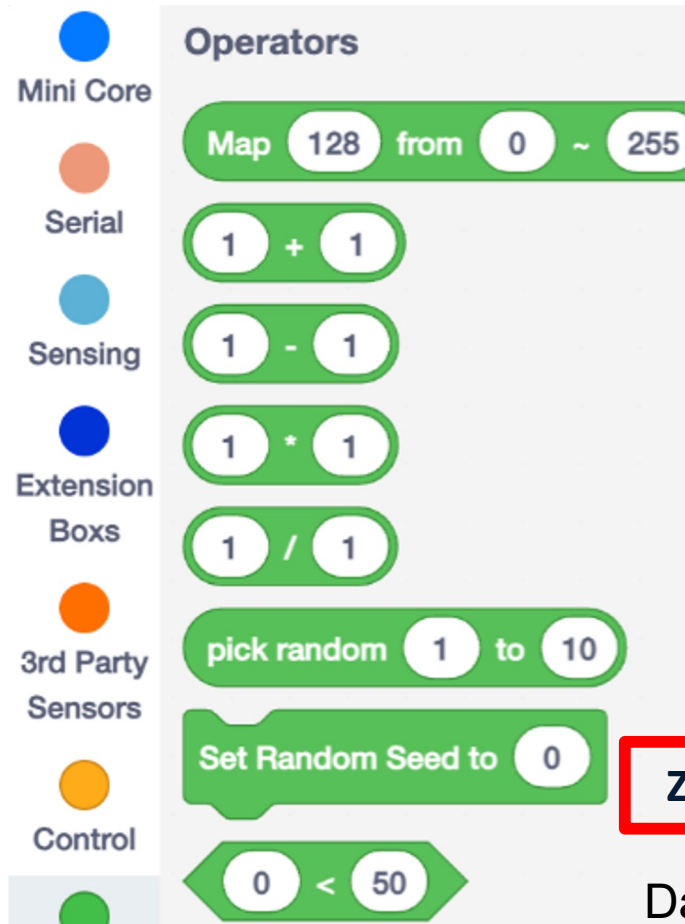 Mini Core
Serial
Sensing
Extension
Boxs
3rd Party
Sensors
Control
Operators
Map 128 from 0 ~ 255
1 + 1
1 - 1
1 * 1
1 / 1
pick random 1 to 10
Set Random Seed to 0
0 < 50